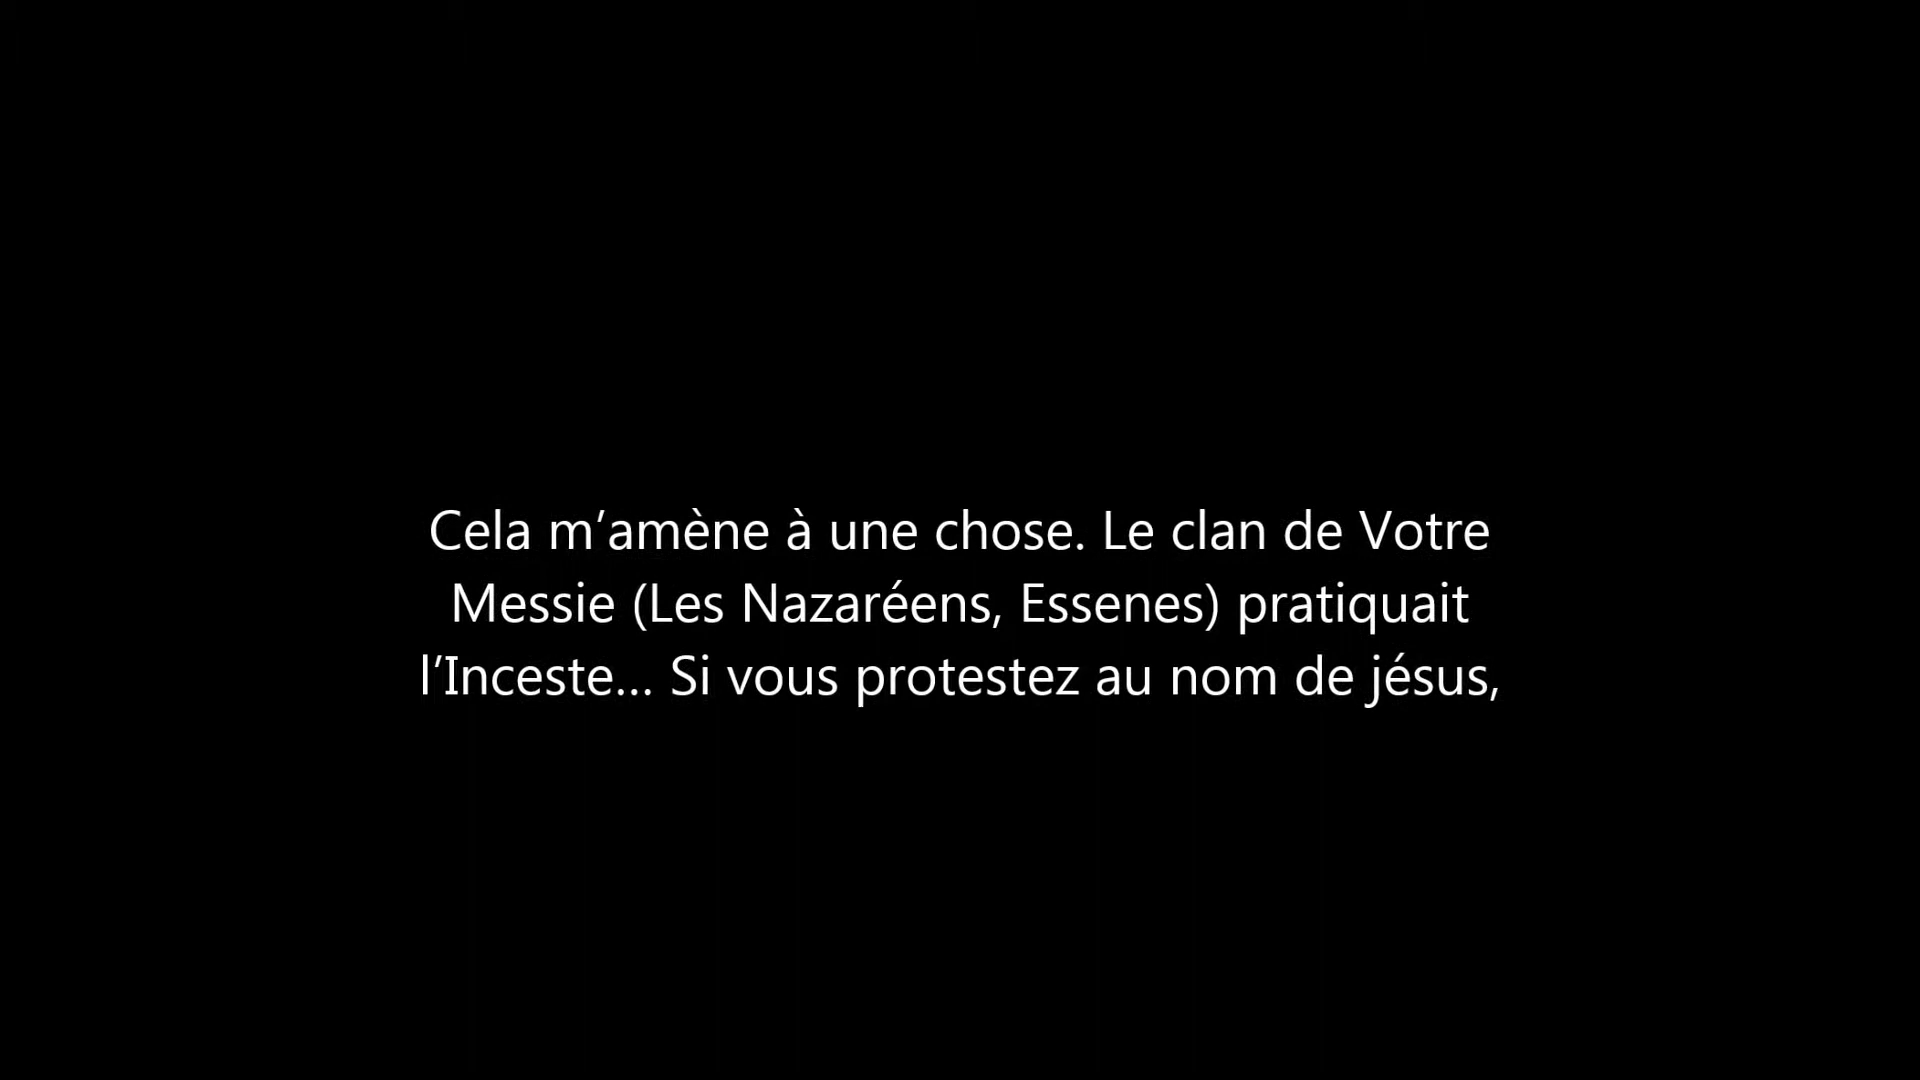 Cela m’amène à une chose. Le clan de Votre
Messie (Les Nazaréens, Essenes) pratiquait
l’Inceste... Si vous protestez au nom de jésus,